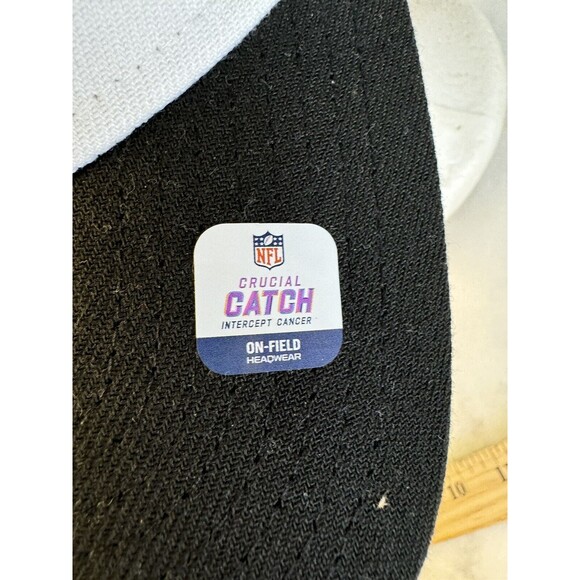 NFL
CRUCIAL
CATCH
INTERCEPT CANCER
ON-FIELD
HEADWEAR
10